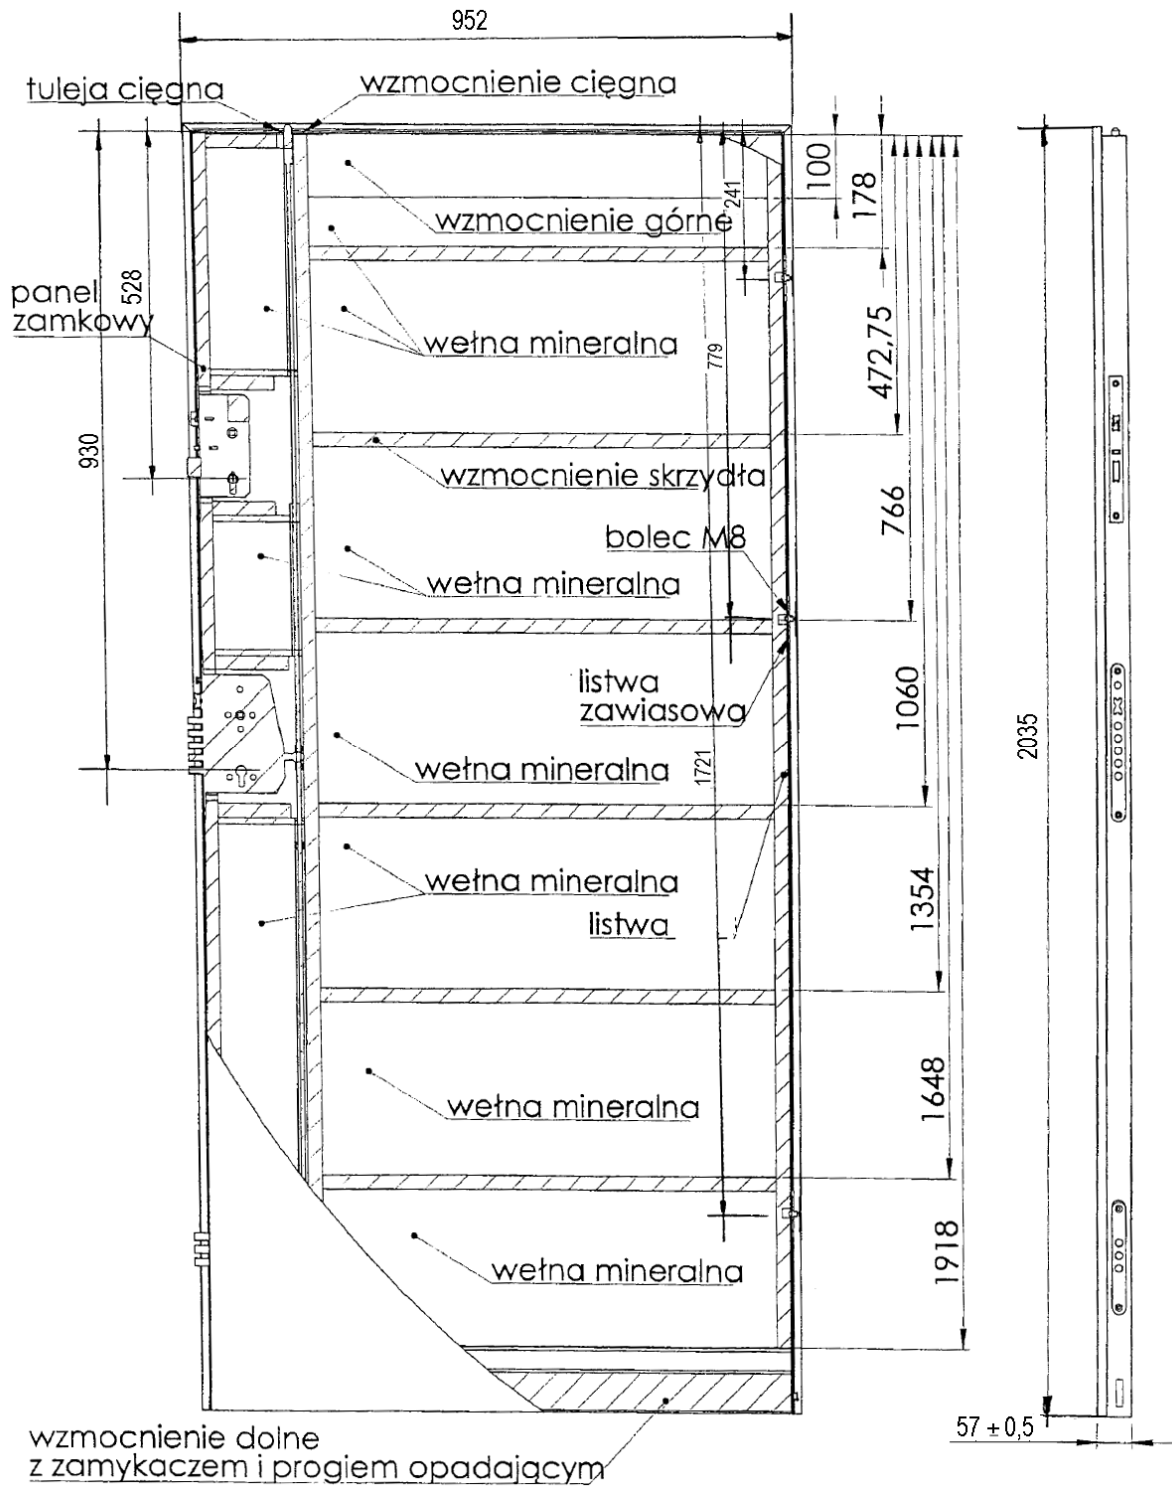 952
tuleja cięgna
wzmocnienie cięgna
100
178
241
wzmocnienie górne
528
panel
zamkowy
wełna mineralna
779
472,75
930
wzmocnienie skrzydła
766
bolec M8
wełna mineralna
listwa
zawiasowa
1060
2035
wełna mineralna
1721
wełna mineralna
1354
listwa
1648
wełna mineralna
1918
wełna mineralna
57 ± 0,5
wzmocnienie dolne
z zamykaczem i progiem opadającym